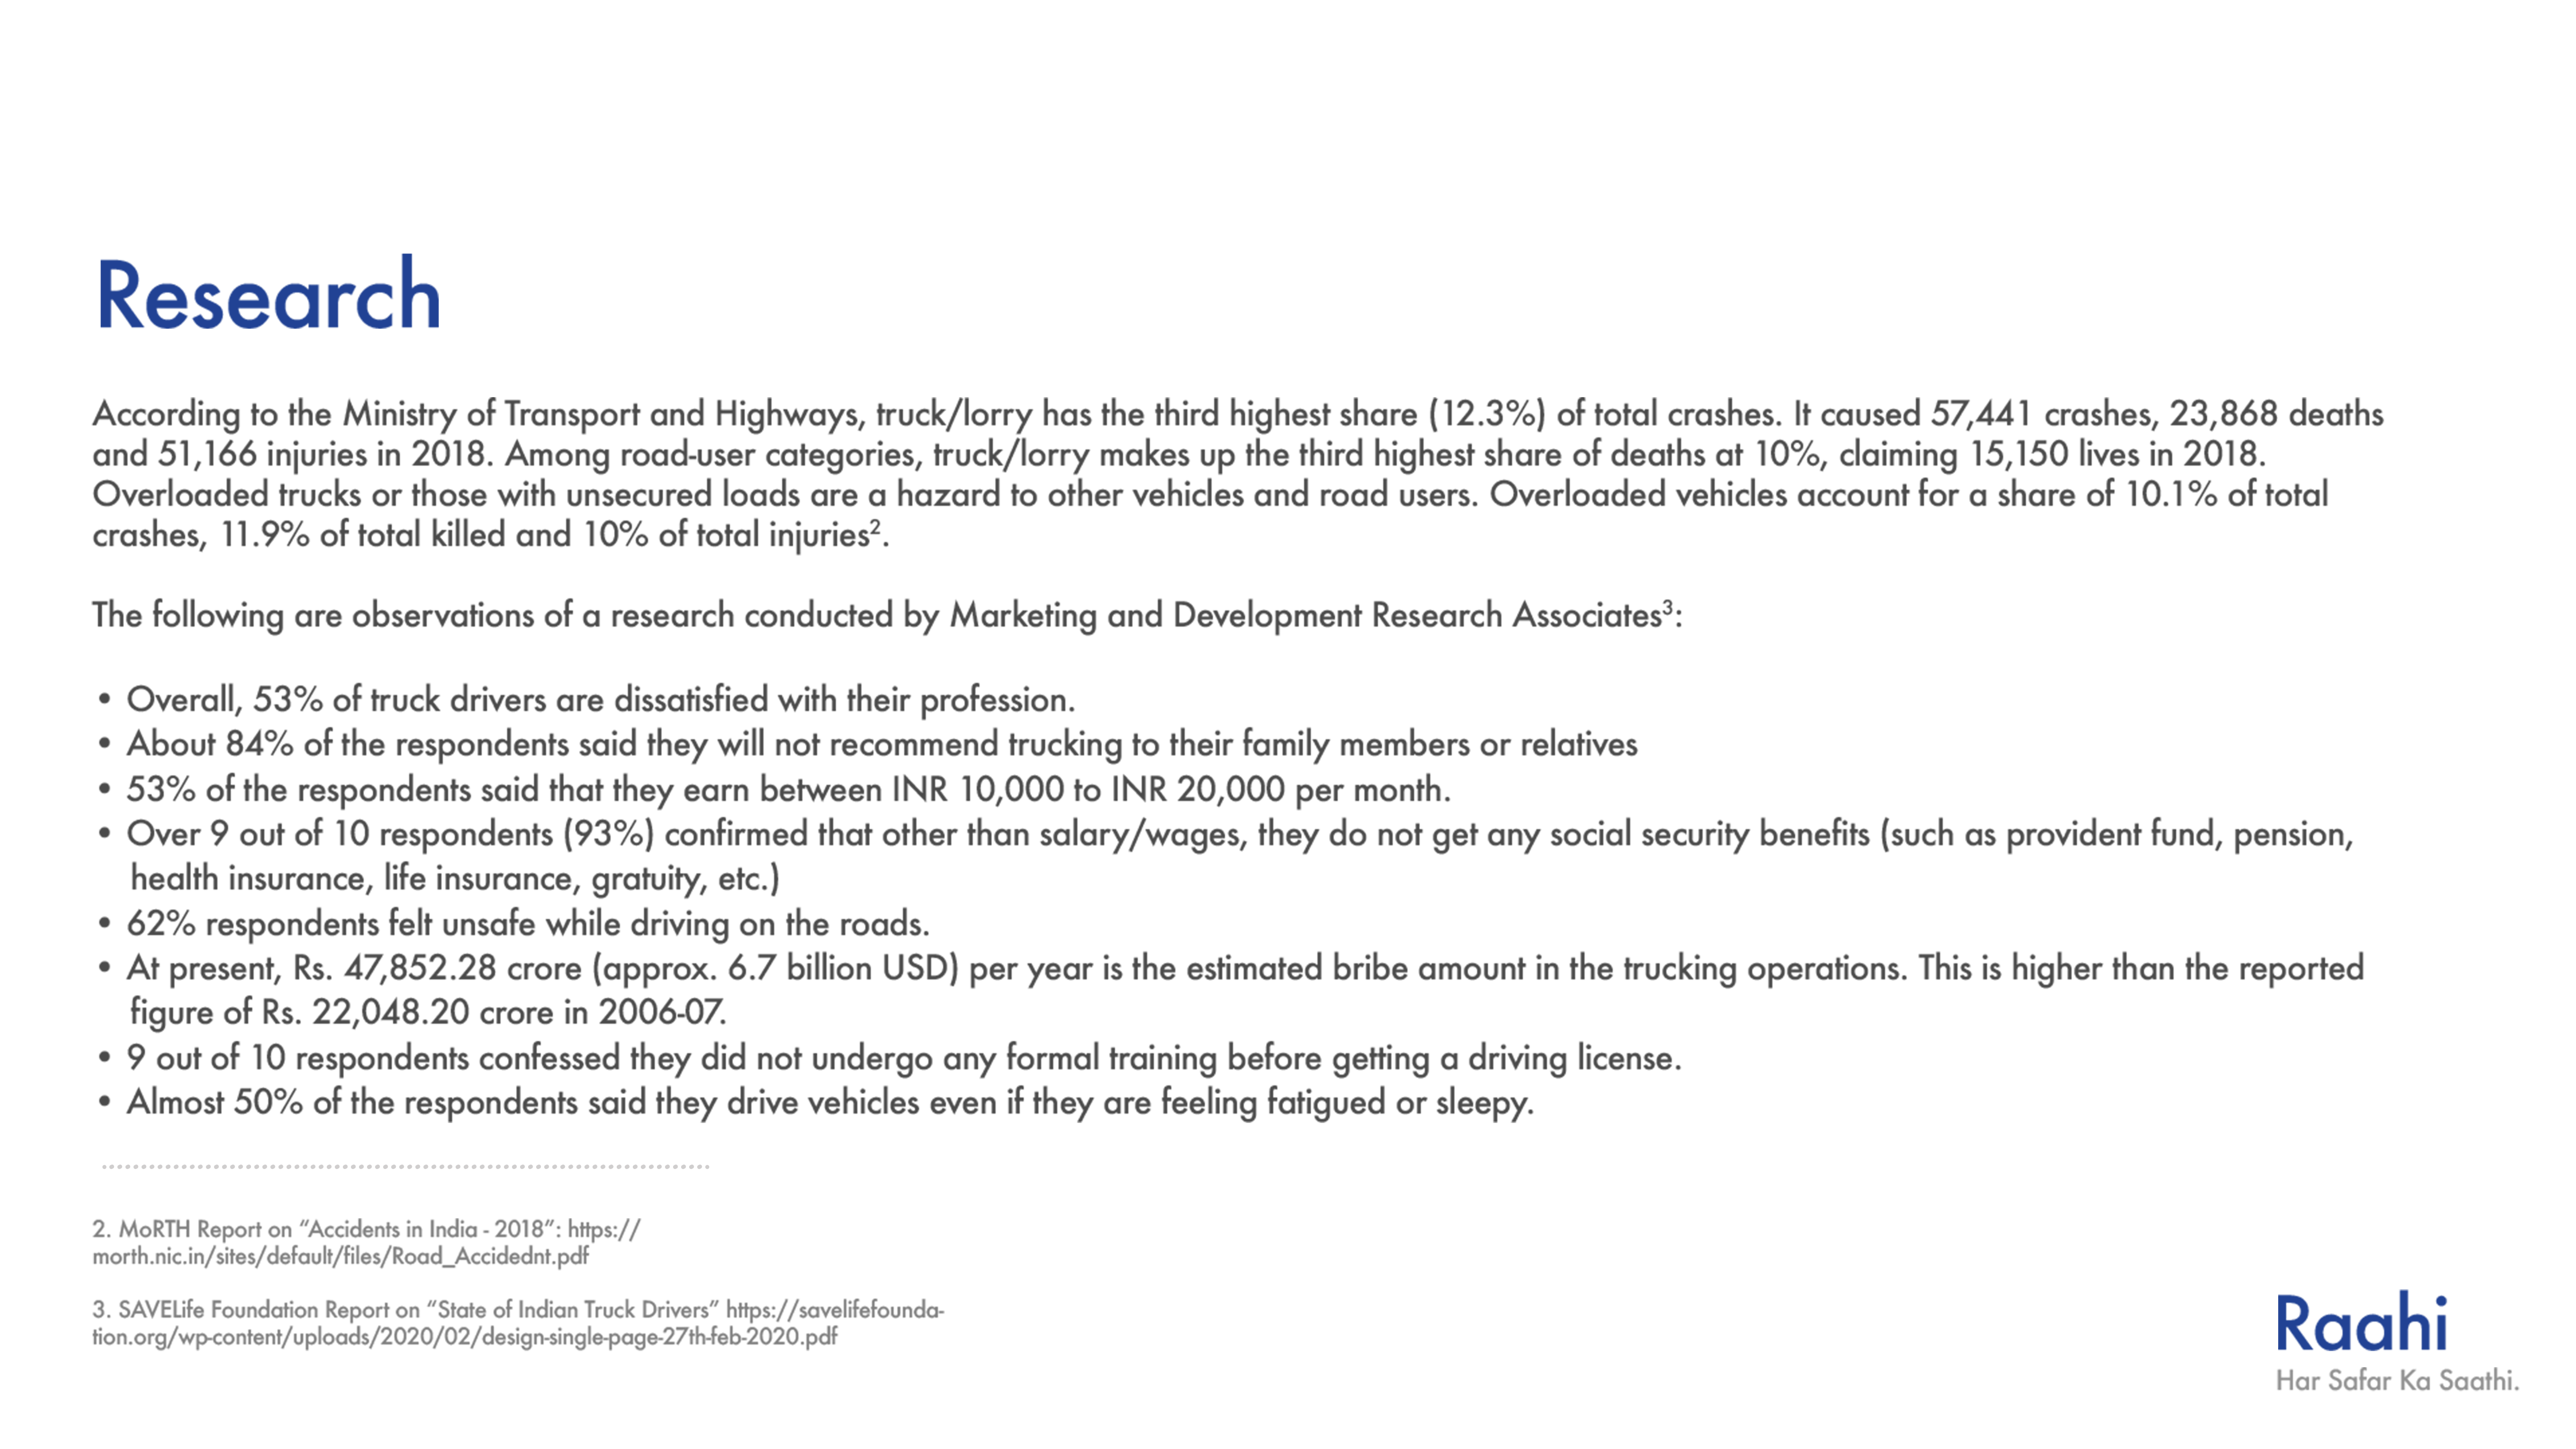 Research
According to the Ministry of Transport and Highways, truck/lorry has the third highest share (12.3%) of total crashes. It caused 57,441 crashes, 23,868 deaths
and 51,166 injuries in 2018. Among road-user categories, truck/lorry makes up the third highest share of deaths at 10%, claiming 15,150 lives in 2018.
Overloaded trucks or those with unsecured loads are a hazard to other vehicles and road users. Overloaded vehicles account for a share of 10.1% of total
crashes, 11.9% of total killed and 10% of total injuries².
The following are observations of a research conducted by Marketing and Development Research Associates³:
• Overall, 53% of truck drivers are dissatisfied with their profession.
• About 84% of the respondents said they will not recommend trucking to their family members or relatives
• 53% of the respondents said that they earn between INR 10,000 to INR 20,000 per month.
• Over 9 out of 10 respondents (93%) confirmed that other than salary/wages, they do not get any social security benefits (such as provident fund, pension,
health insurance, life insurance, gratuity, etc.)
• 62% respondents felt unsafe while driving on the roads.
• At present, Rs. 47,852.28 crore (approx. 6.7 billion USD) per year is the estimated bribe amount in the trucking operations. This is higher than the reported
figure of Rs. 22,048.20 crore in 2006-07.
• 9 out of 10 respondents confessed they did not undergo any formal training before getting a driving license.
• Almost 50% of the respondents said they drive vehicles even if they are feeling fatigued or sleepy.
2. MoRTH Report on “Accidents in India - 2018”: https://
morth.nic.in/sites/default/files/Road_Accidednt.pdf
3. SAVELife Foundation Report on “State of Indian Truck Drivers” https://savelifefounda-
tion.org/wp-content/uploads/2020/02/design-single-page-27th-feb-2020.pdf
Raahi
Har Safar Ka Saathi.